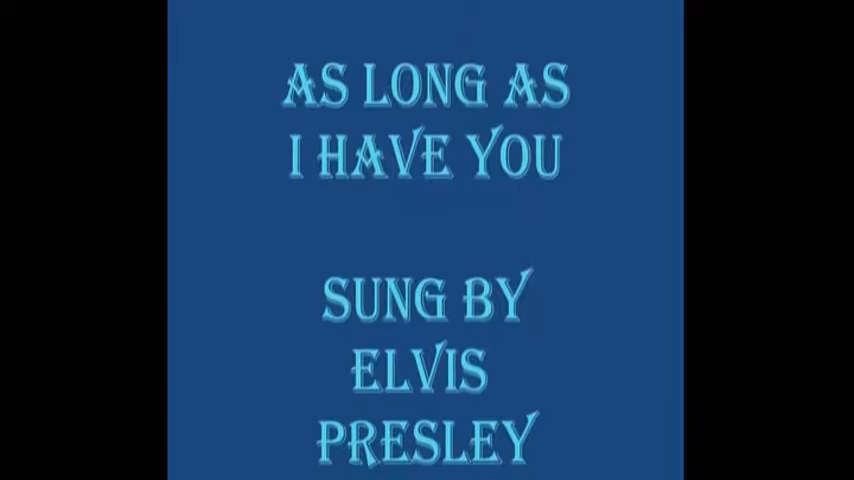 AS LONG AS
I HAVE YOU
SUNG BY
ELVIS
PRESLEY